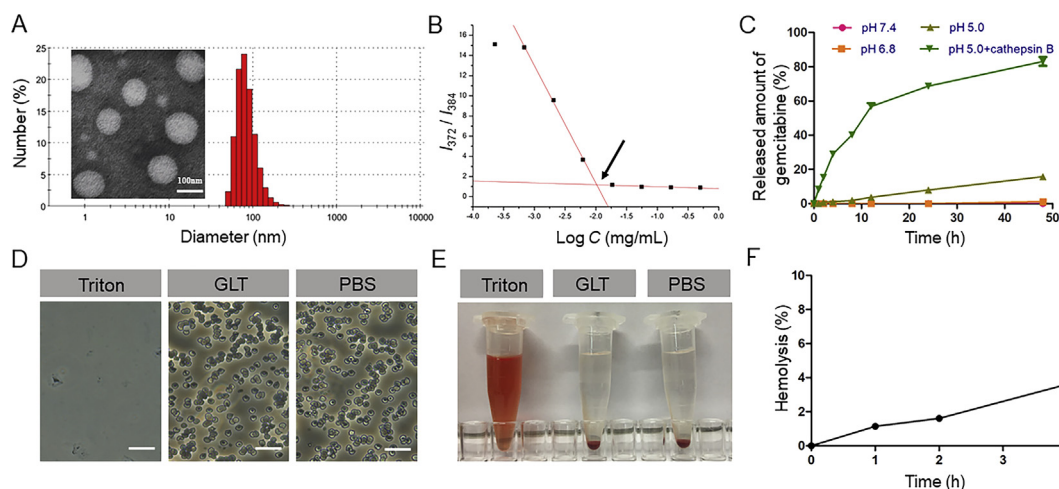 A
Number (%)
25
20
15
10
5
0
100nm
1
10
100
1000
10000
Diameter (nm)
B
I372 / I384
16
14
12
10
8
6
4
2
0
-4.0
-3.5
-3.0
-2.5
-2.0
-1.5
-1.0
-0.5
0.0
Log C (mg/mL)
C
pH 7.4
pH 5.0
pH 6.8
pH 5.0+cathepsin B
Released amount of
gemcitabine (%)
100
80
60
40
20
0
0
10
20
30
40
50
Time (h)
D
Triton
GLT
PBS
E
Triton
GLT
PBS
F
Hemolysis (%)
10
8
6
4
2
0
0
1
2
Time (h)